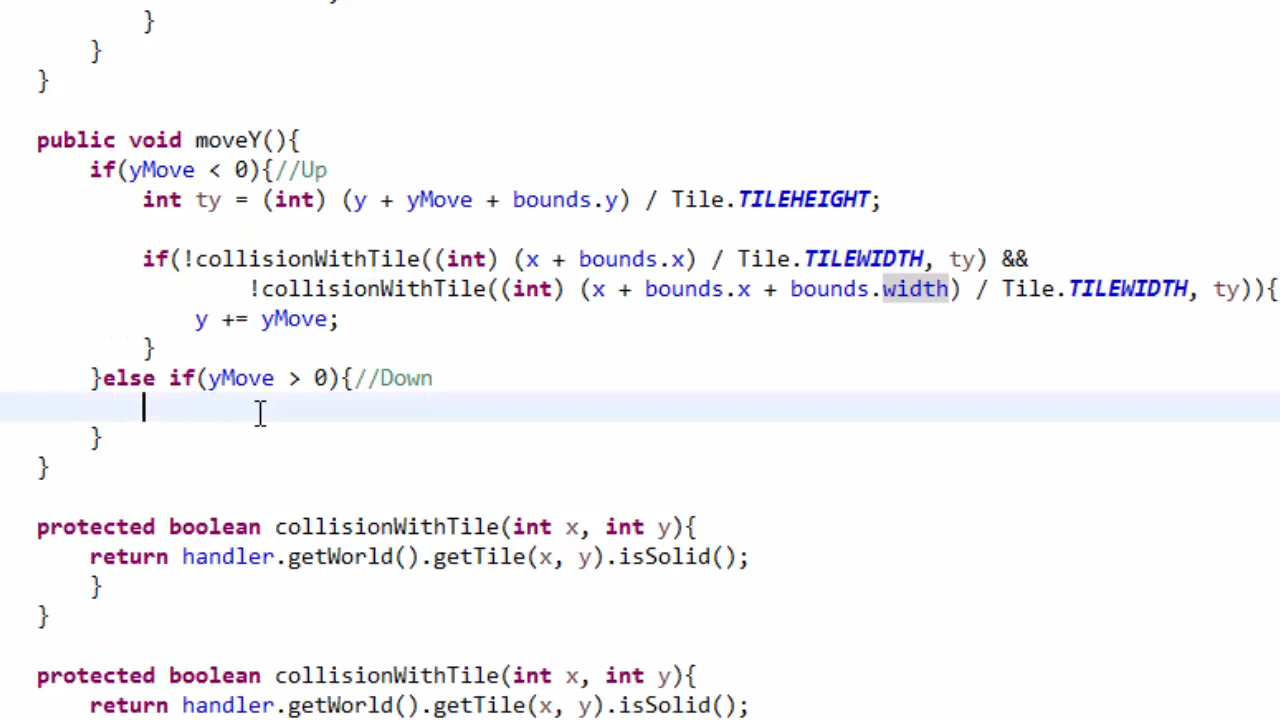 }
}
}
public void moveY(){
if(yMove < 0){//Up
int ty = (int) (y + yMove + bounds.y) / Tile.TILEHEIGHT;
if(!collisionWithTile((int) (x + bounds.x) / Tile.TILEWIDTH, ty) &&
!collisionWithTile((int) (x + bounds.x + bounds.width) / Tile.TILEWIDTH, ty)){
y += yMove;
}
}else if(yMove > 0){//Down
}
}
protected boolean collisionWithTile(int x, int y){
return handler.getWorld().getTile(x, y).isSolid();
}
}
protected boolean collisionWithTile(int x, int y){
return handler.getWorld().getTile(x, y).isSolid();